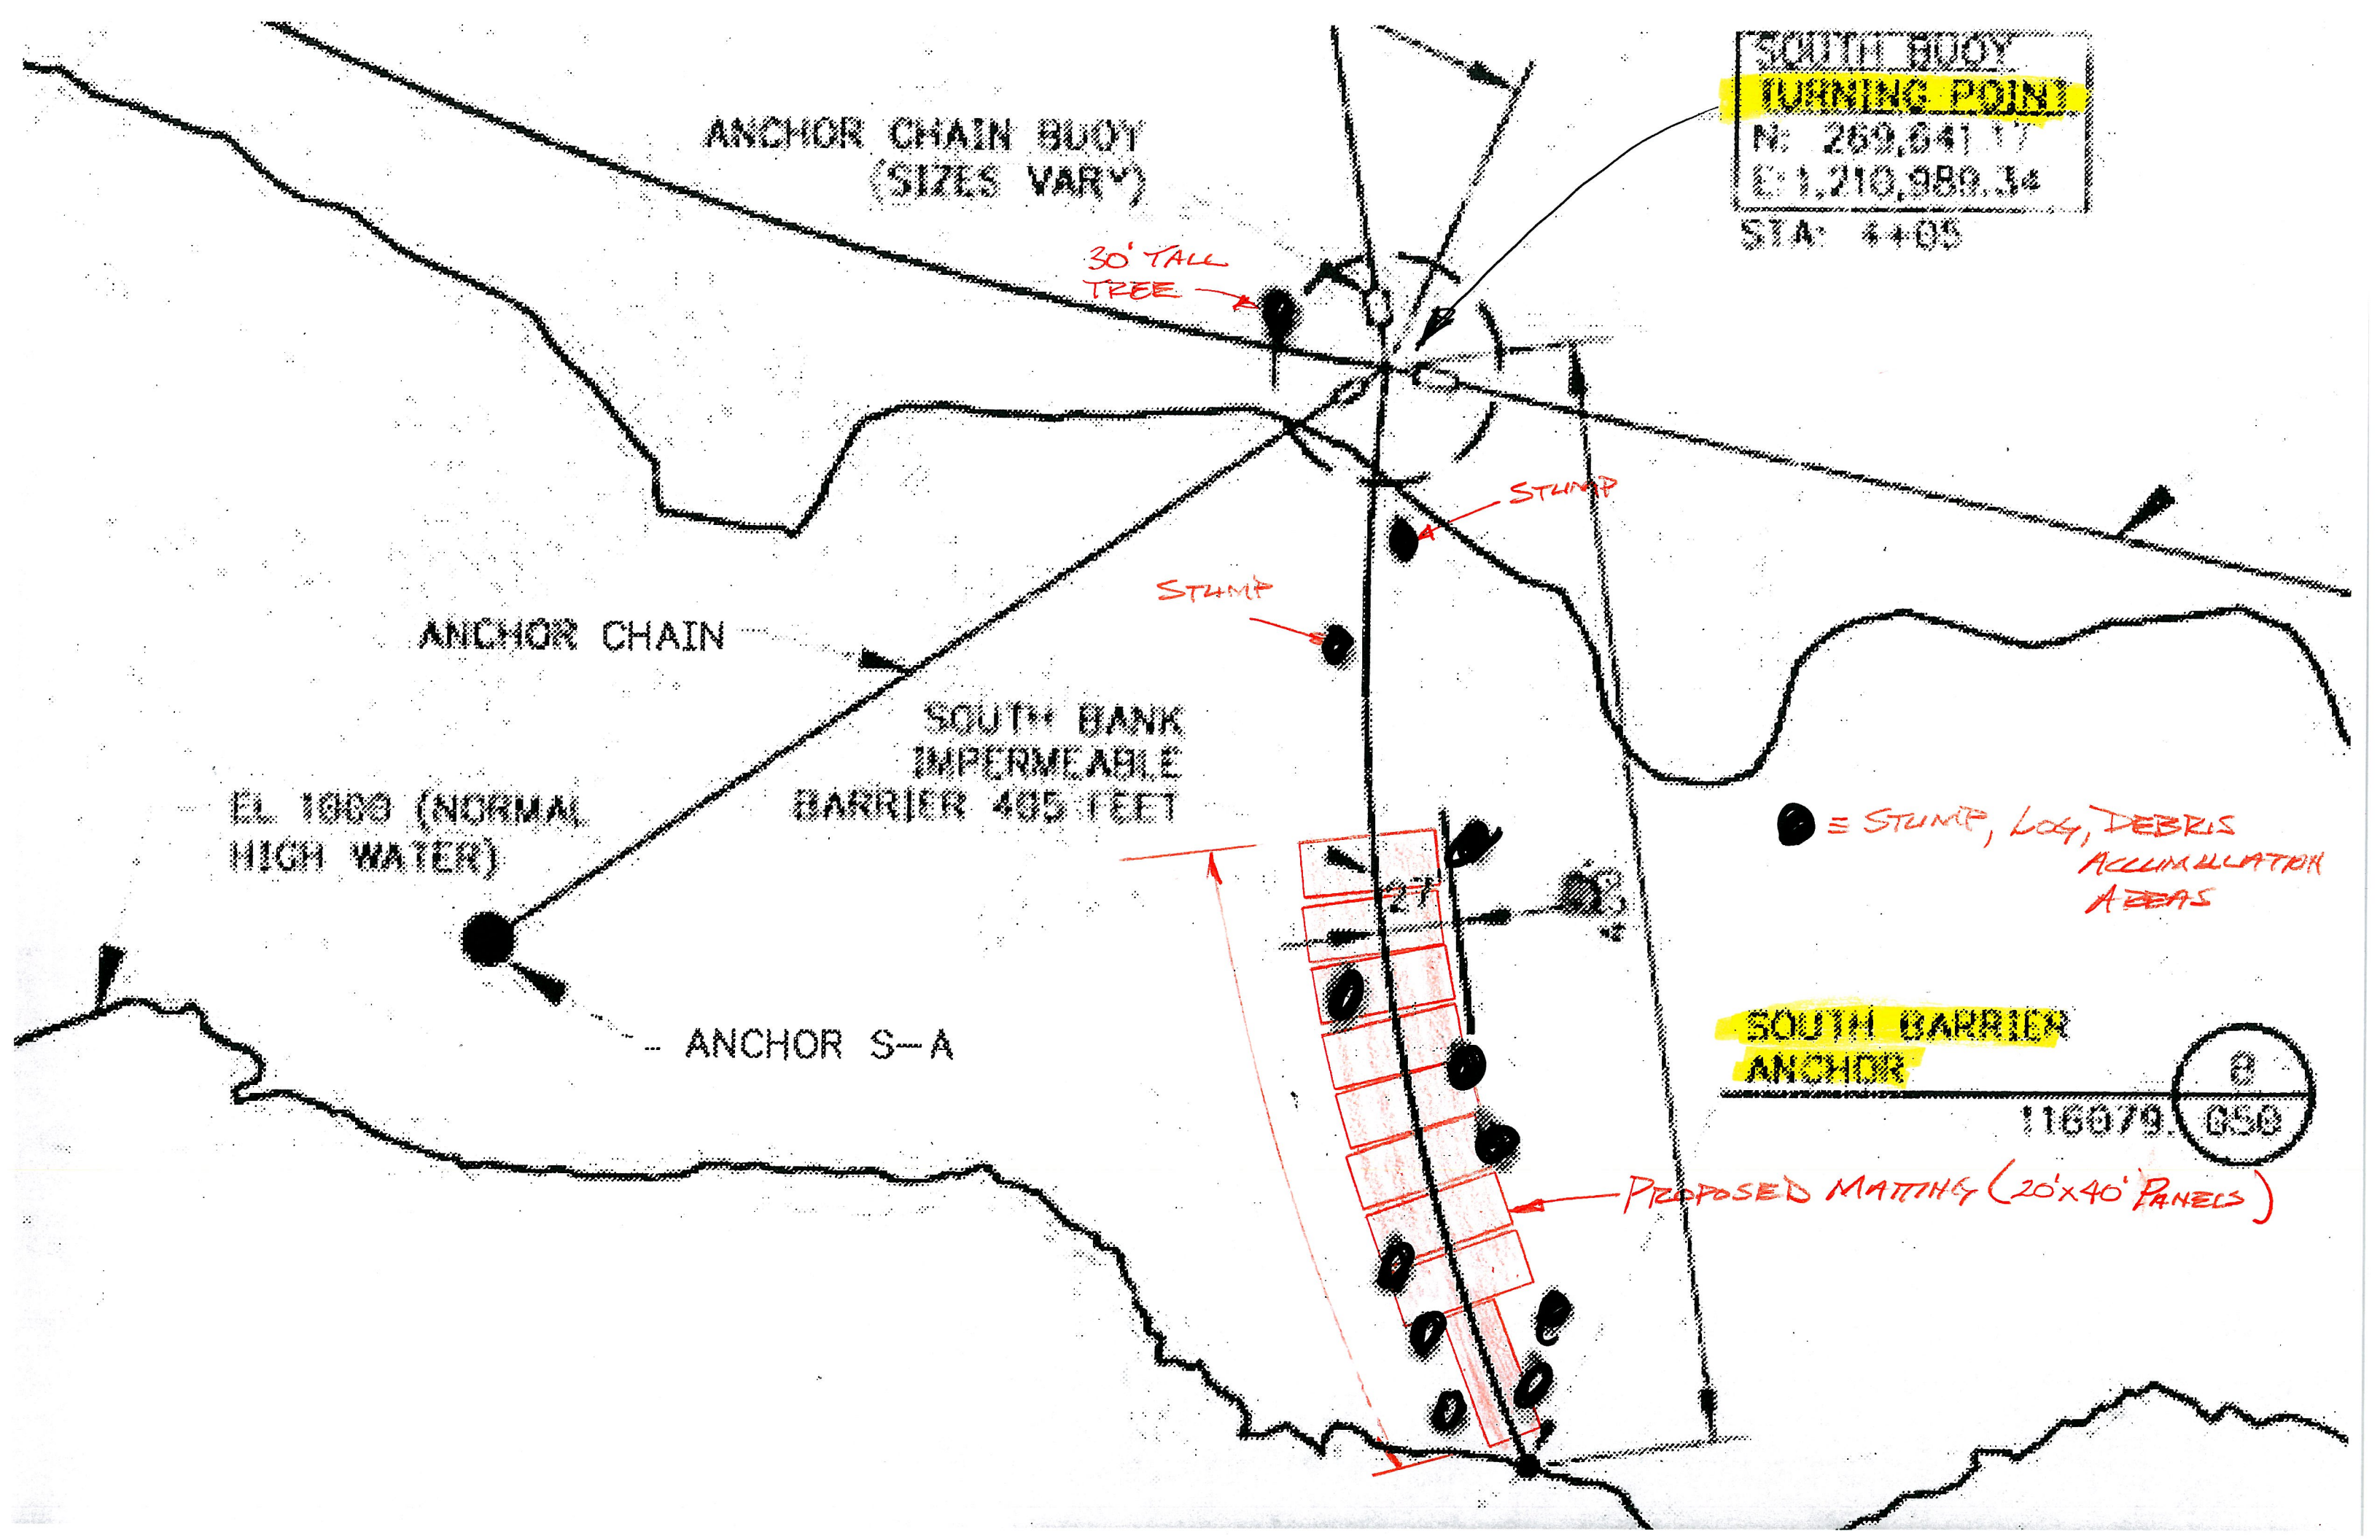 SOUTH BUOY
TURNING POINT
N: 269,641.17
E: 1,210,989.34
STA: 4+05
ANCHOR CHAIN BUOY
(SIZES VARY)
30' TALL
TREE
STUMP
STUMP
ANCHOR CHAIN
SOUTH BANK
IMPERMEABLE
BARRIER 405 FEET
EL 1000 (NORMAL
HIGH WATER)
27'
≡ STUMP, LOG, DEBRIS
ACCUMULATION
AREAS
ANCHOR S-A
SOUTH BARRIER
ANCHOR
8
116079.
G50
PROPOSED MATTING (20'x40' PANELS)